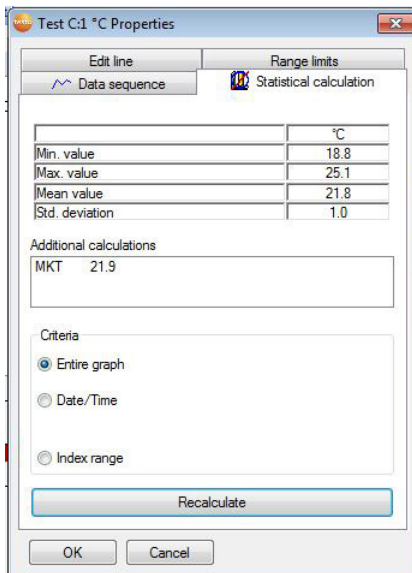 testo Test C:1 °C Properties
Edit line Range limits
Data sequence Statistical calculation
°C
Min. value 18.8
Max. value 25.1
Mean value 21.8
Std. deviation 1.0
Additional calculations
MKT 21.9
Criteria
Entire graph
Date/Time
Index range
Recalculate
OK Cancel